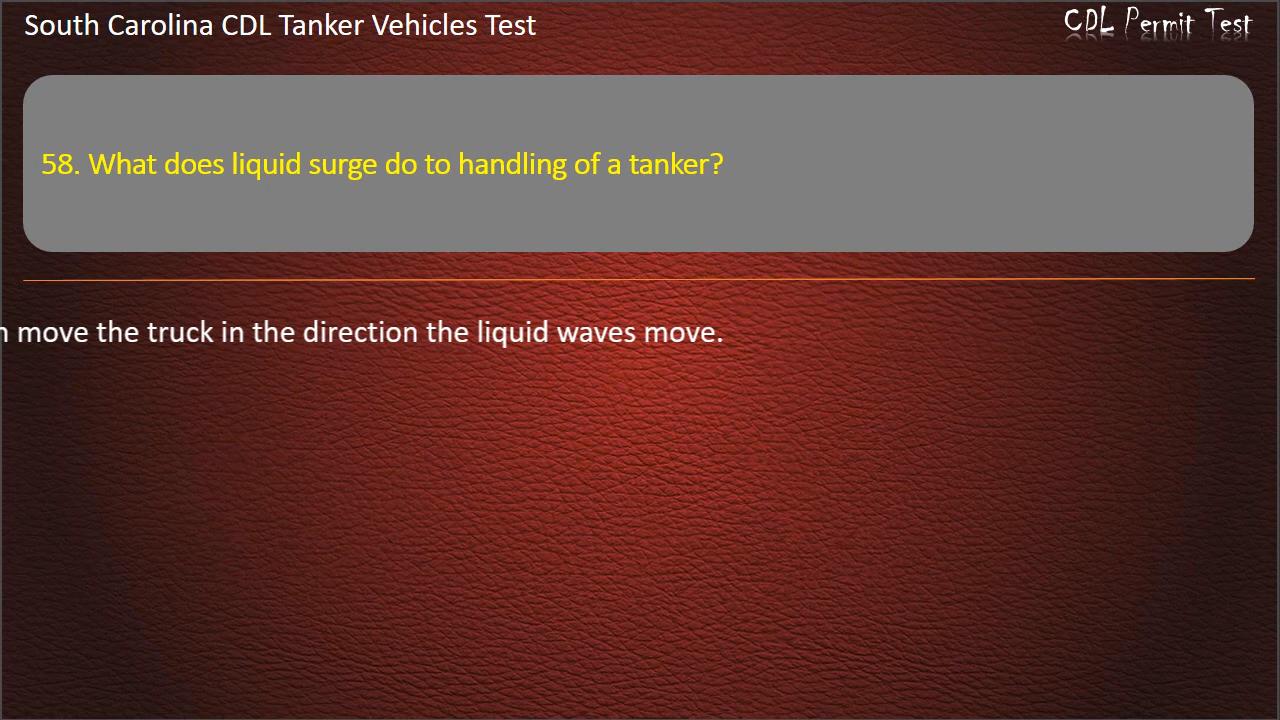 South Carolina CDL Tanker Vehicles Test
CDL Permit Test
58. What does liquid surge do to handling of a tanker?
move the truck in the direction the liquid waves move.